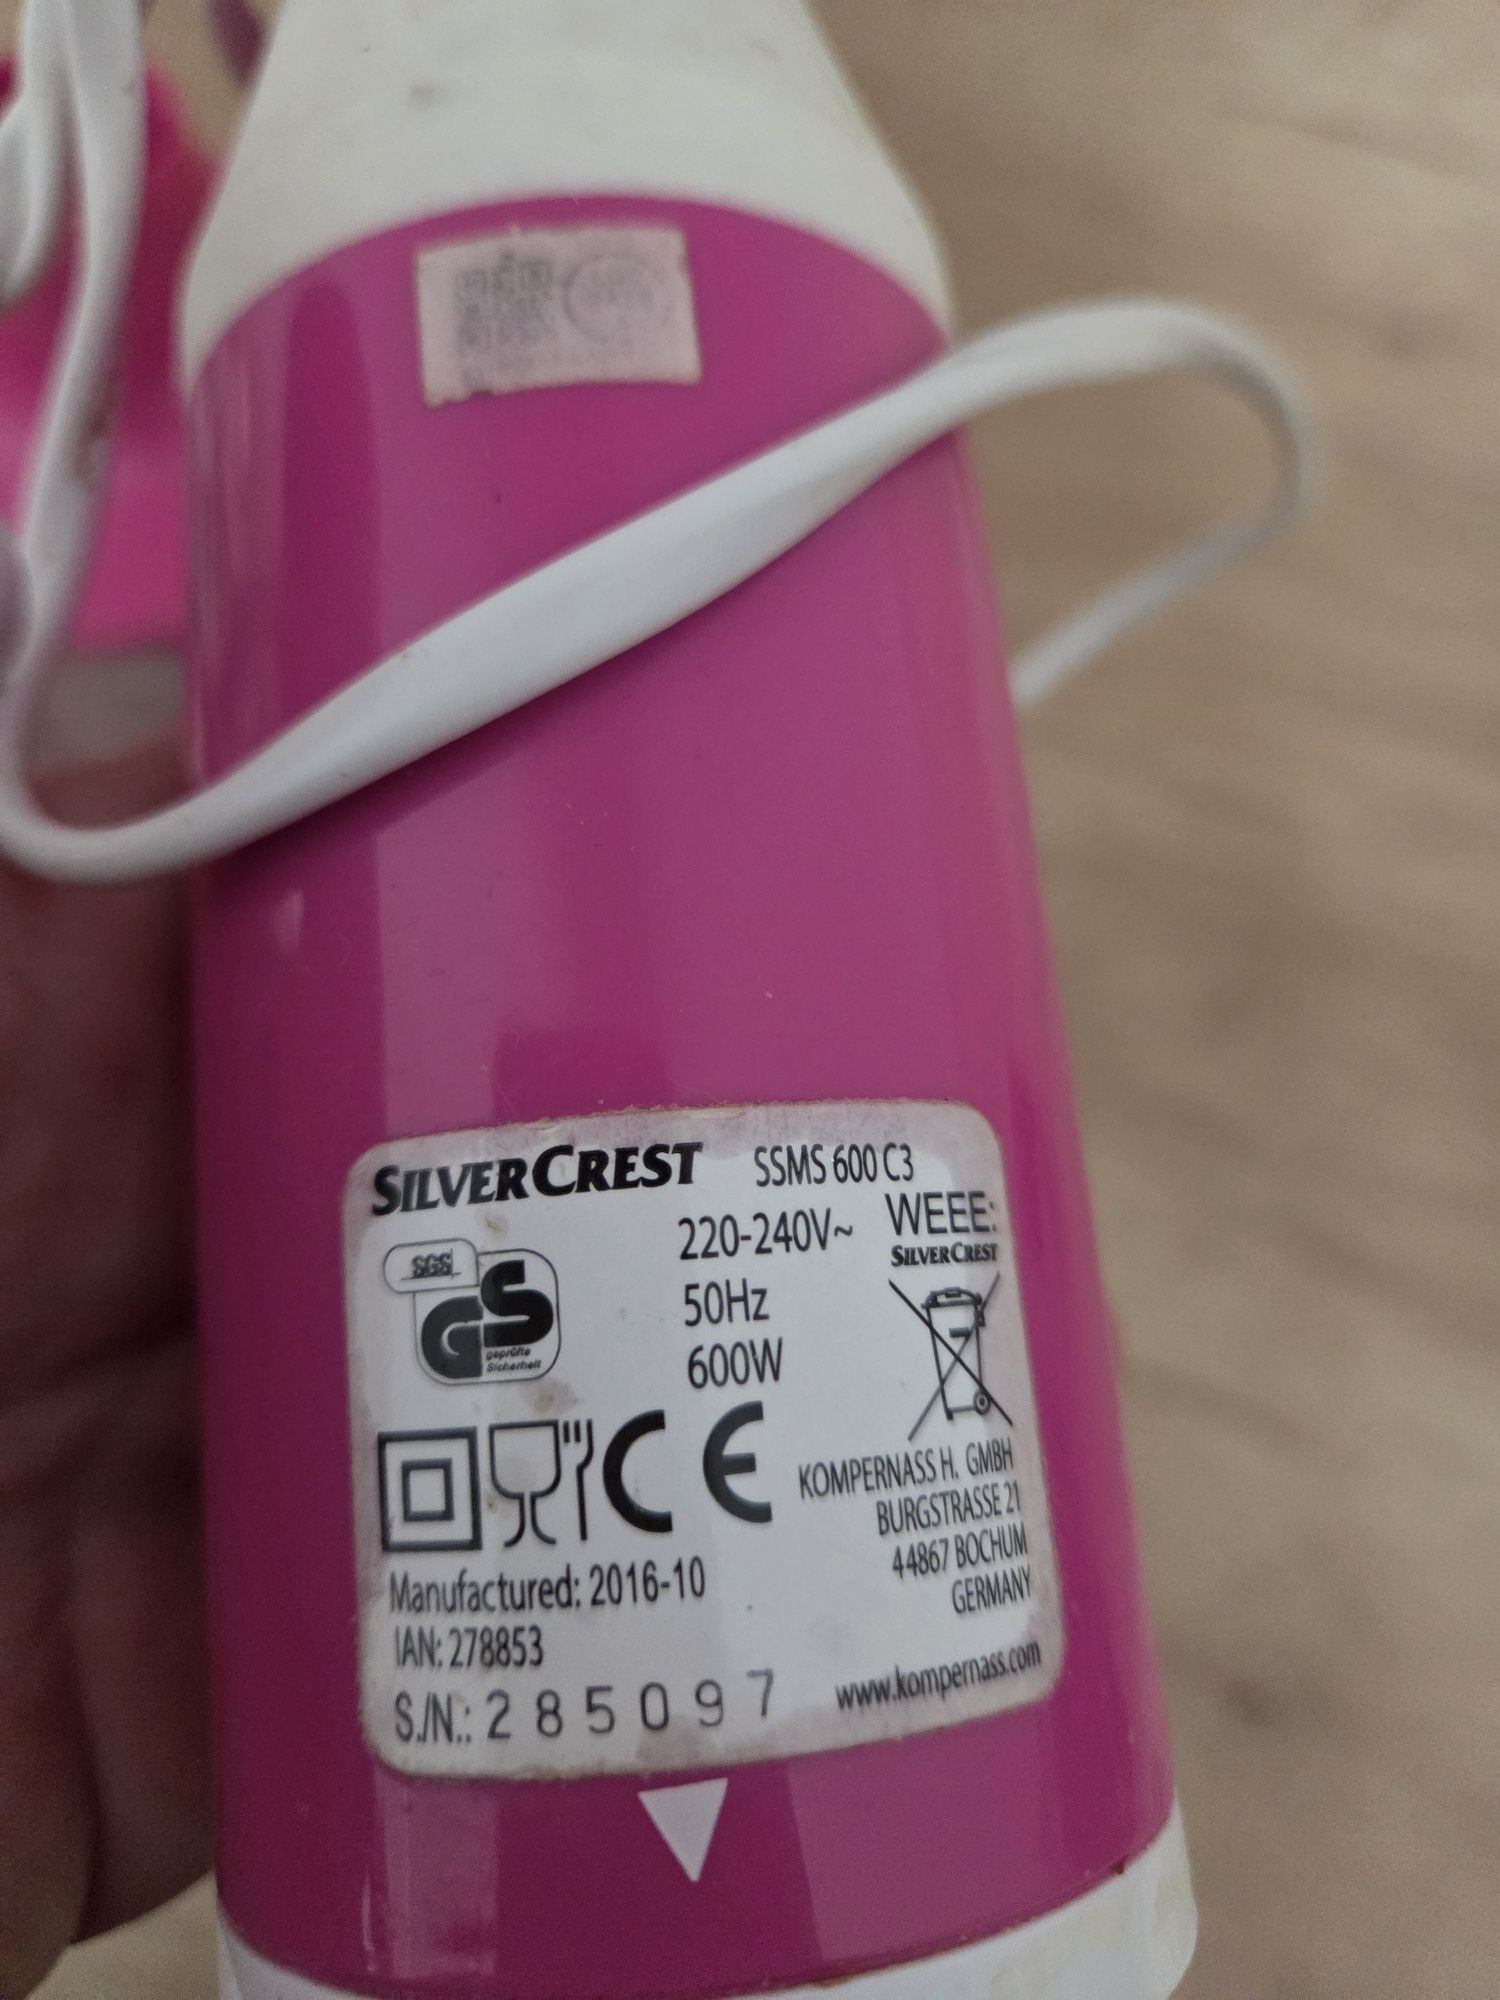 SILVERCREST SSMS 600 C3
220-240V~
50Hz
600W
WEEE:
SILVERCREST
SGS
GS
geprüfte
Sicherheit
CE
KOMPERNASS H. GMBH
BURGSTRASSE 21
44867 BOCHUM
GERMANY
Manufactured: 2016-10
IAN: 278853
S./N.: 285097
www.kompernass.com